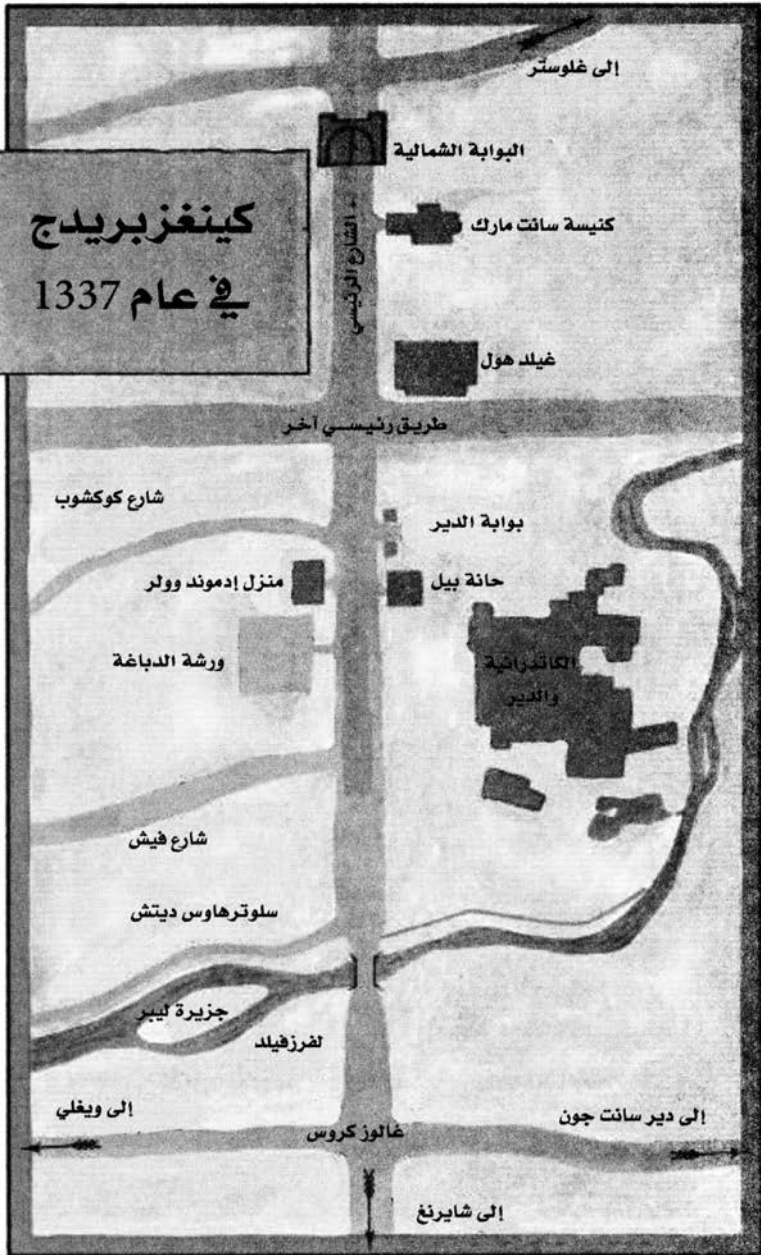 إلى غلوستر
البوابة الشمالية
كينغزبريدج
في عام 1337
الشارع الرئيسي
كنيسة سانت مارك
غيلد هول
طريق رئيسي آخر
شارع كوكشوب
بوابة الدير
منزل إدموند وولر
حانة بيل
ورشة الدباغة
الكاتدرائية
والدير
شارع فيش
سلوترهاوس ديتش
جزيرة ليبر
لفرزفيلد
إلى ويغلي
غالوز كروس
إلى دير سانت جون
إلى شايرنغ